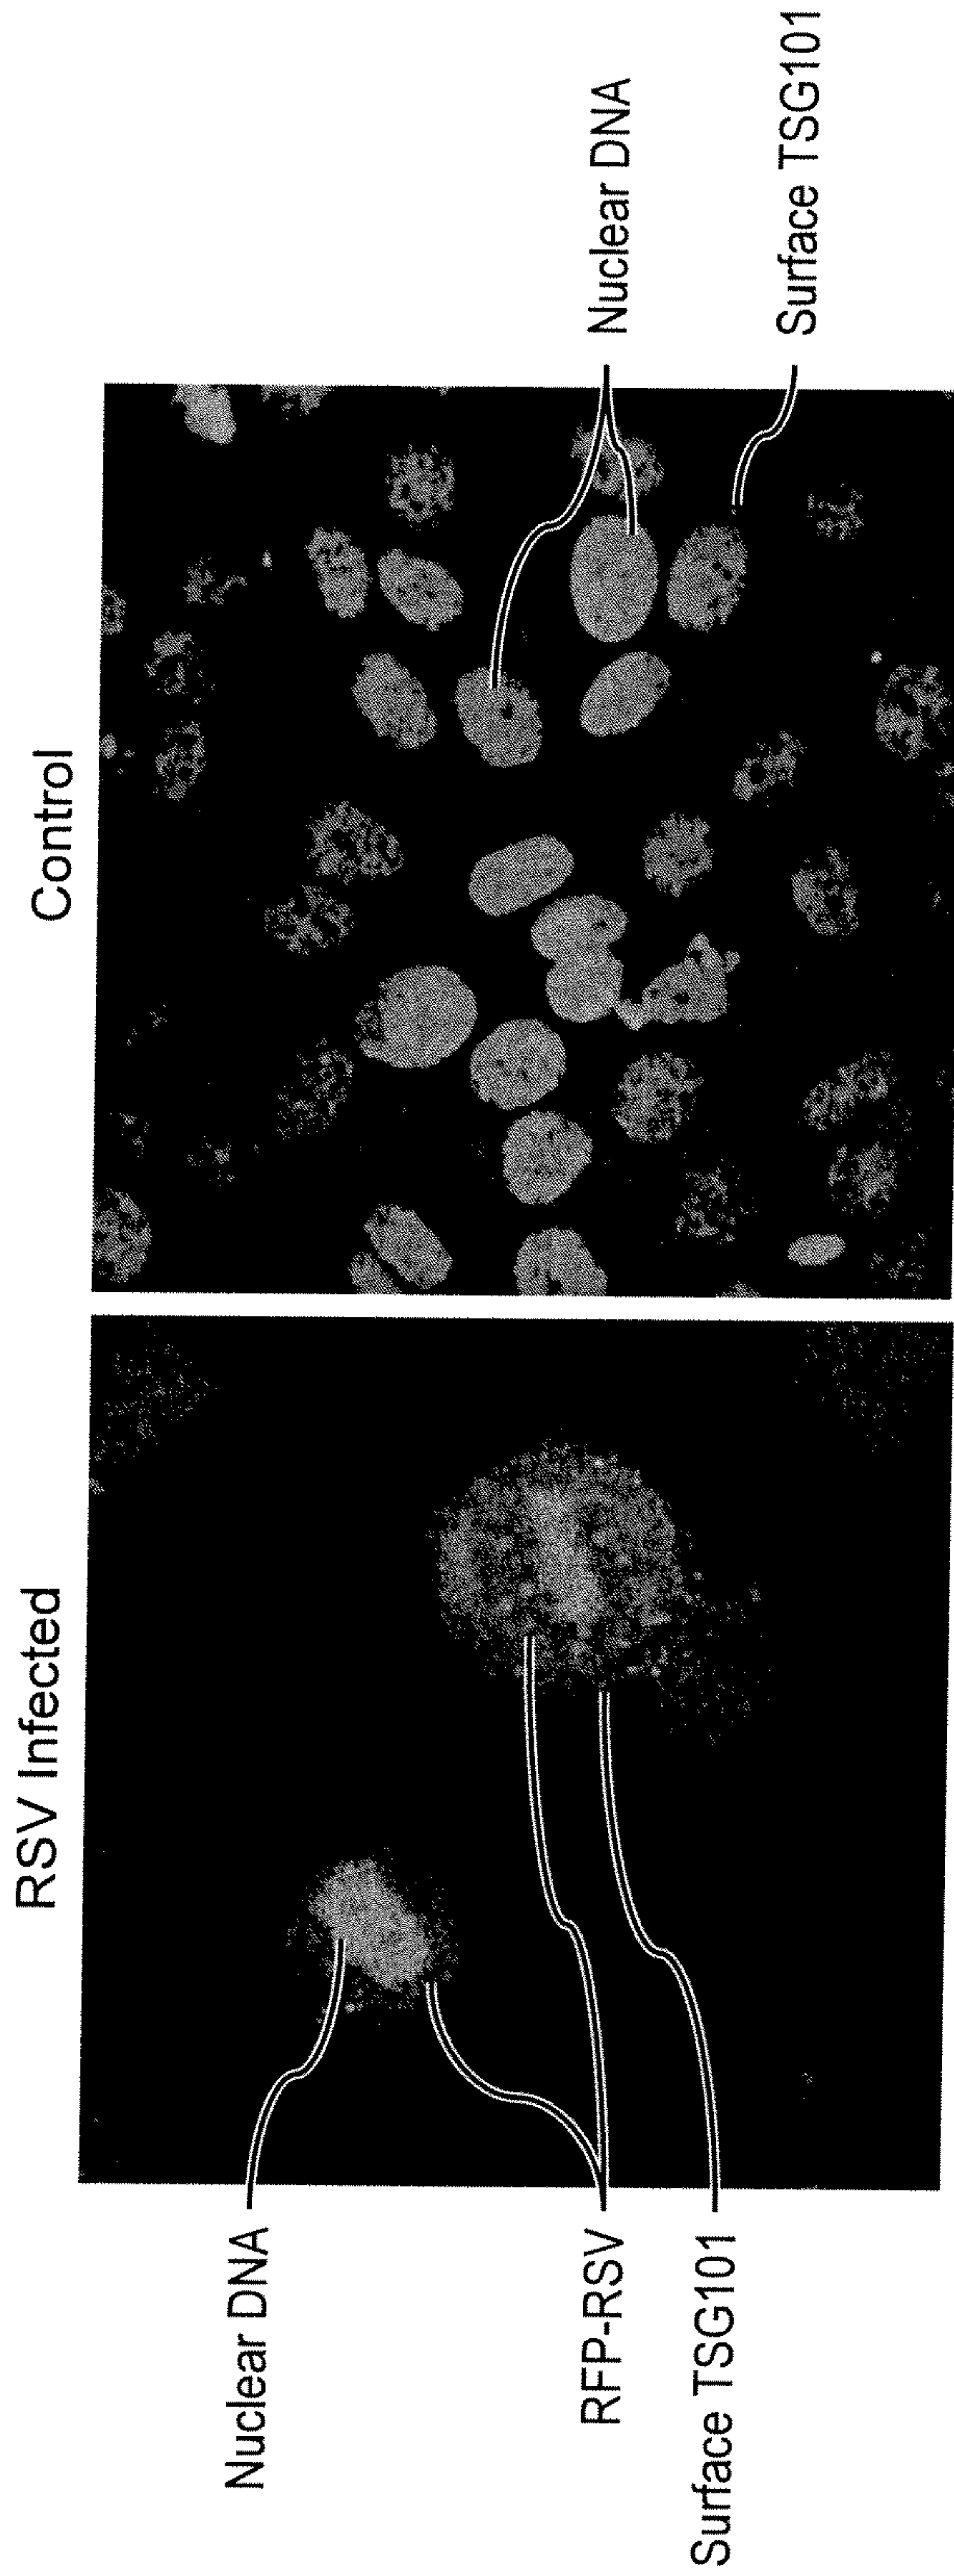 RSV Infected
Control
Nuclear DNA
RFP-RSV
Surface TSG101
Nuclear DNA
Surface TSG101